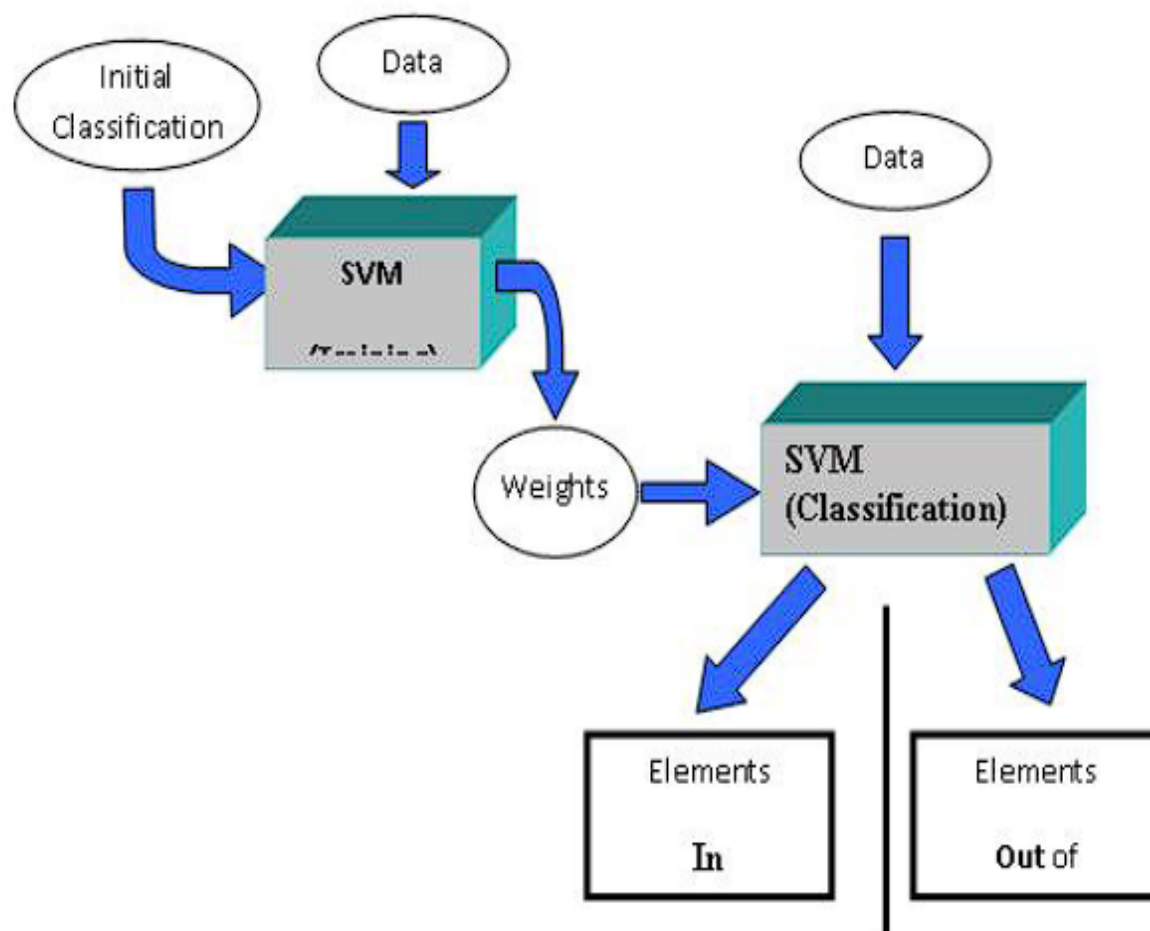 Initial
Classification
Data
Data
SVM
Weights
SVM
(Classification)
Elements
In
Elements
Out of